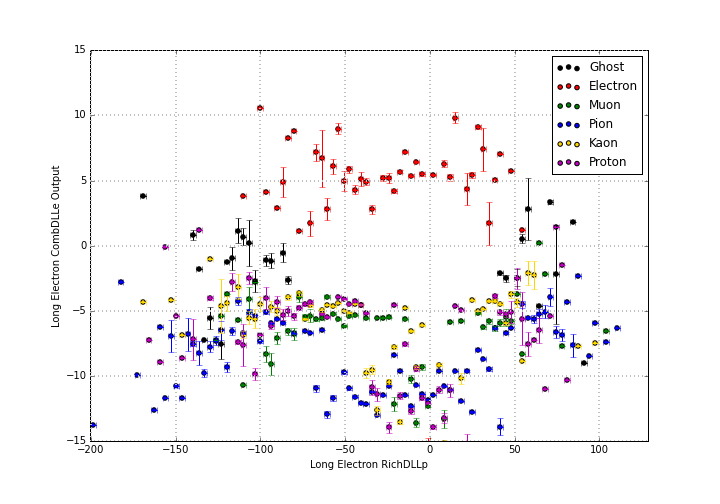 15
10
5
0
−5
−10
−15
−200
−150
−100
−50
0
50
100
Long Electron CombDLLe Output
Long Electron RichDLLp
Ghost
Electron
Muon
Pion
Kaon
Proton